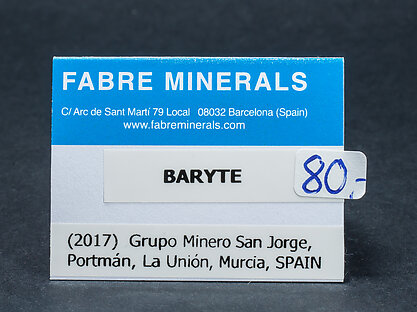 FABRE MINERALS
C/ Arc de Sant Martí 79 Local 08032 Barcelona (Spain)
www.fabreminerals.com
BARYTE
80,-
(2017) Grupo Minero San Jorge,
Portmán, La Unión, Murcia, SPAIN